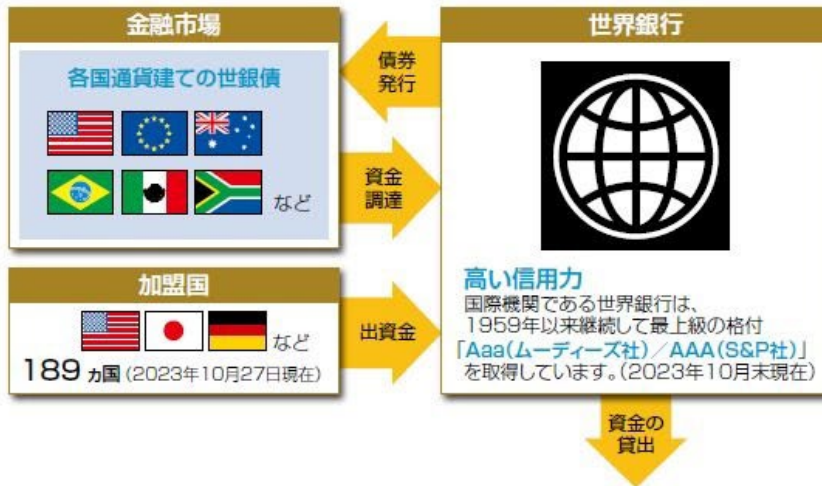 金融市場
各国通貨建ての世銀債
など
債券
発行
資金
調達
加盟国
など
189 ヵ国(2023年10月27日現在)
出資金
世界銀行
高い信用力
国際機関である世界銀行は、
1959年以来継続して最上級の格付
「Aaa(ムーディーズ社)/AAA(S&P社)」
を取得しています。(2023年10月末現在)
資金の
貸出